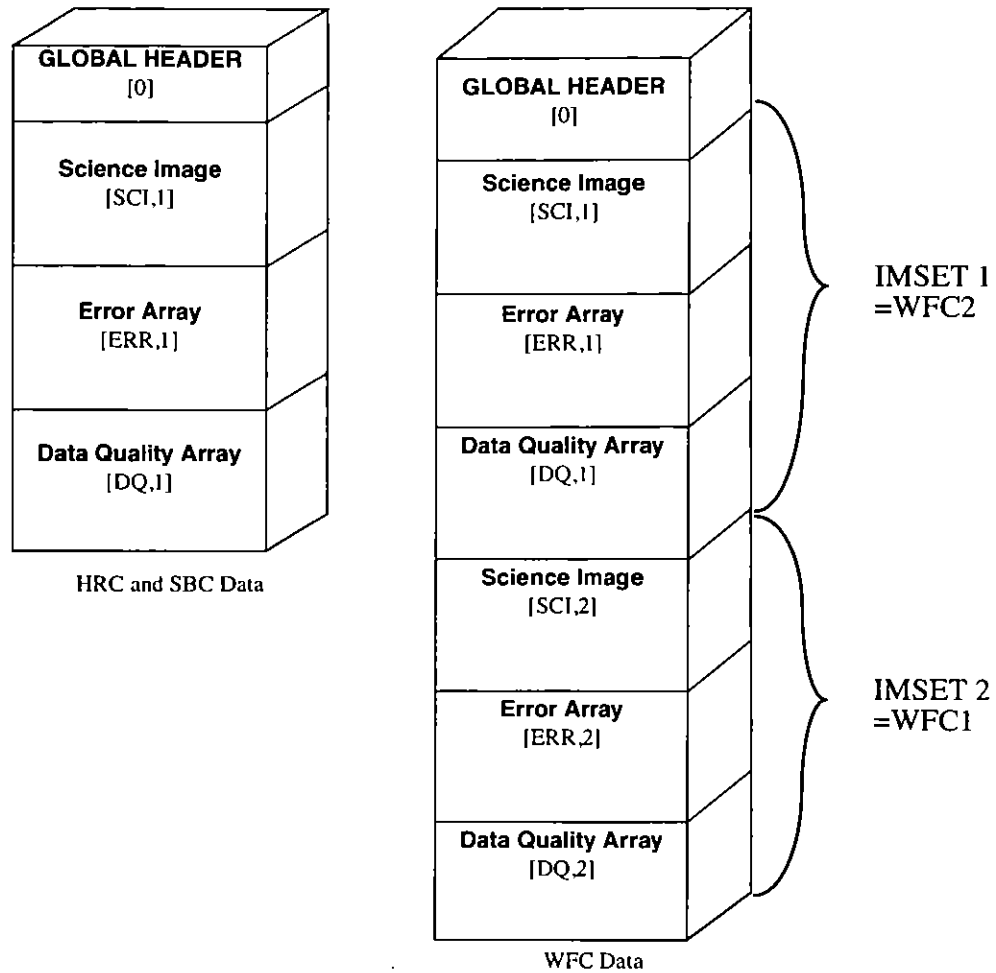 GLOBAL HEADER
[0]
Science Image
[SCI,1]
Error Array
[ERR,1]
Data Quality Array
[DQ,1]
HRC and SBC Data
GLOBAL HEADER
[0]
Science Image
[SCI,1]
Error Array
[ERR,1]
Data Quality Array
[DQ,1]
Science Image
[SCI,2]
Error Array
[ERR,2]
Data Quality Array
[DQ,2]
WFC Data
IMSET 1
=WFC2
IMSET 2
=WFC1